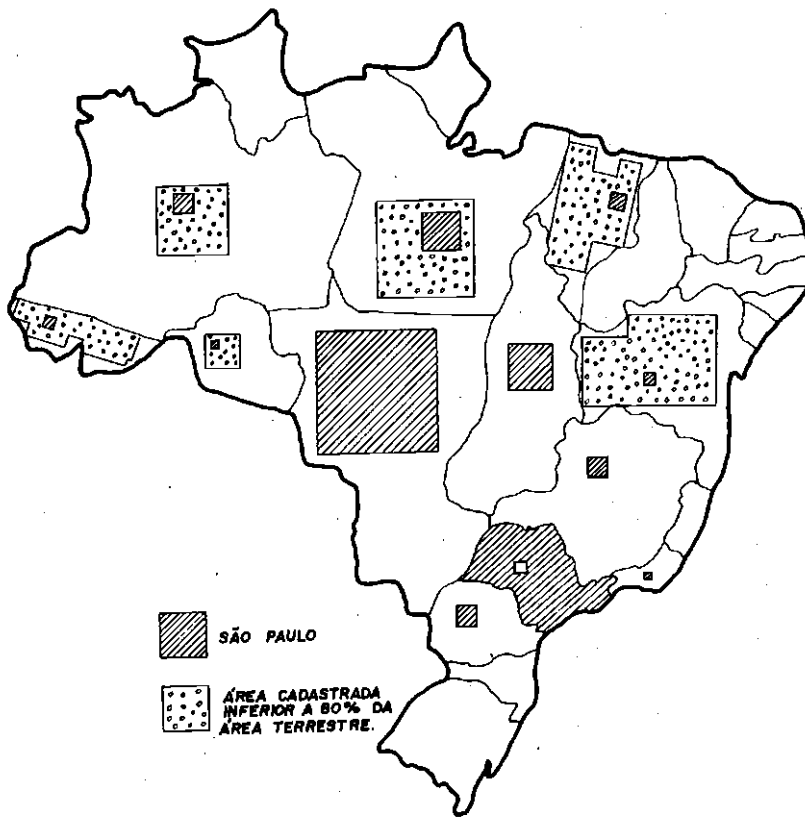 SÃO PAULO
ÁREA CADASTRADA
INFERIOR A 80% DA
ÁREA TERRESTRE.